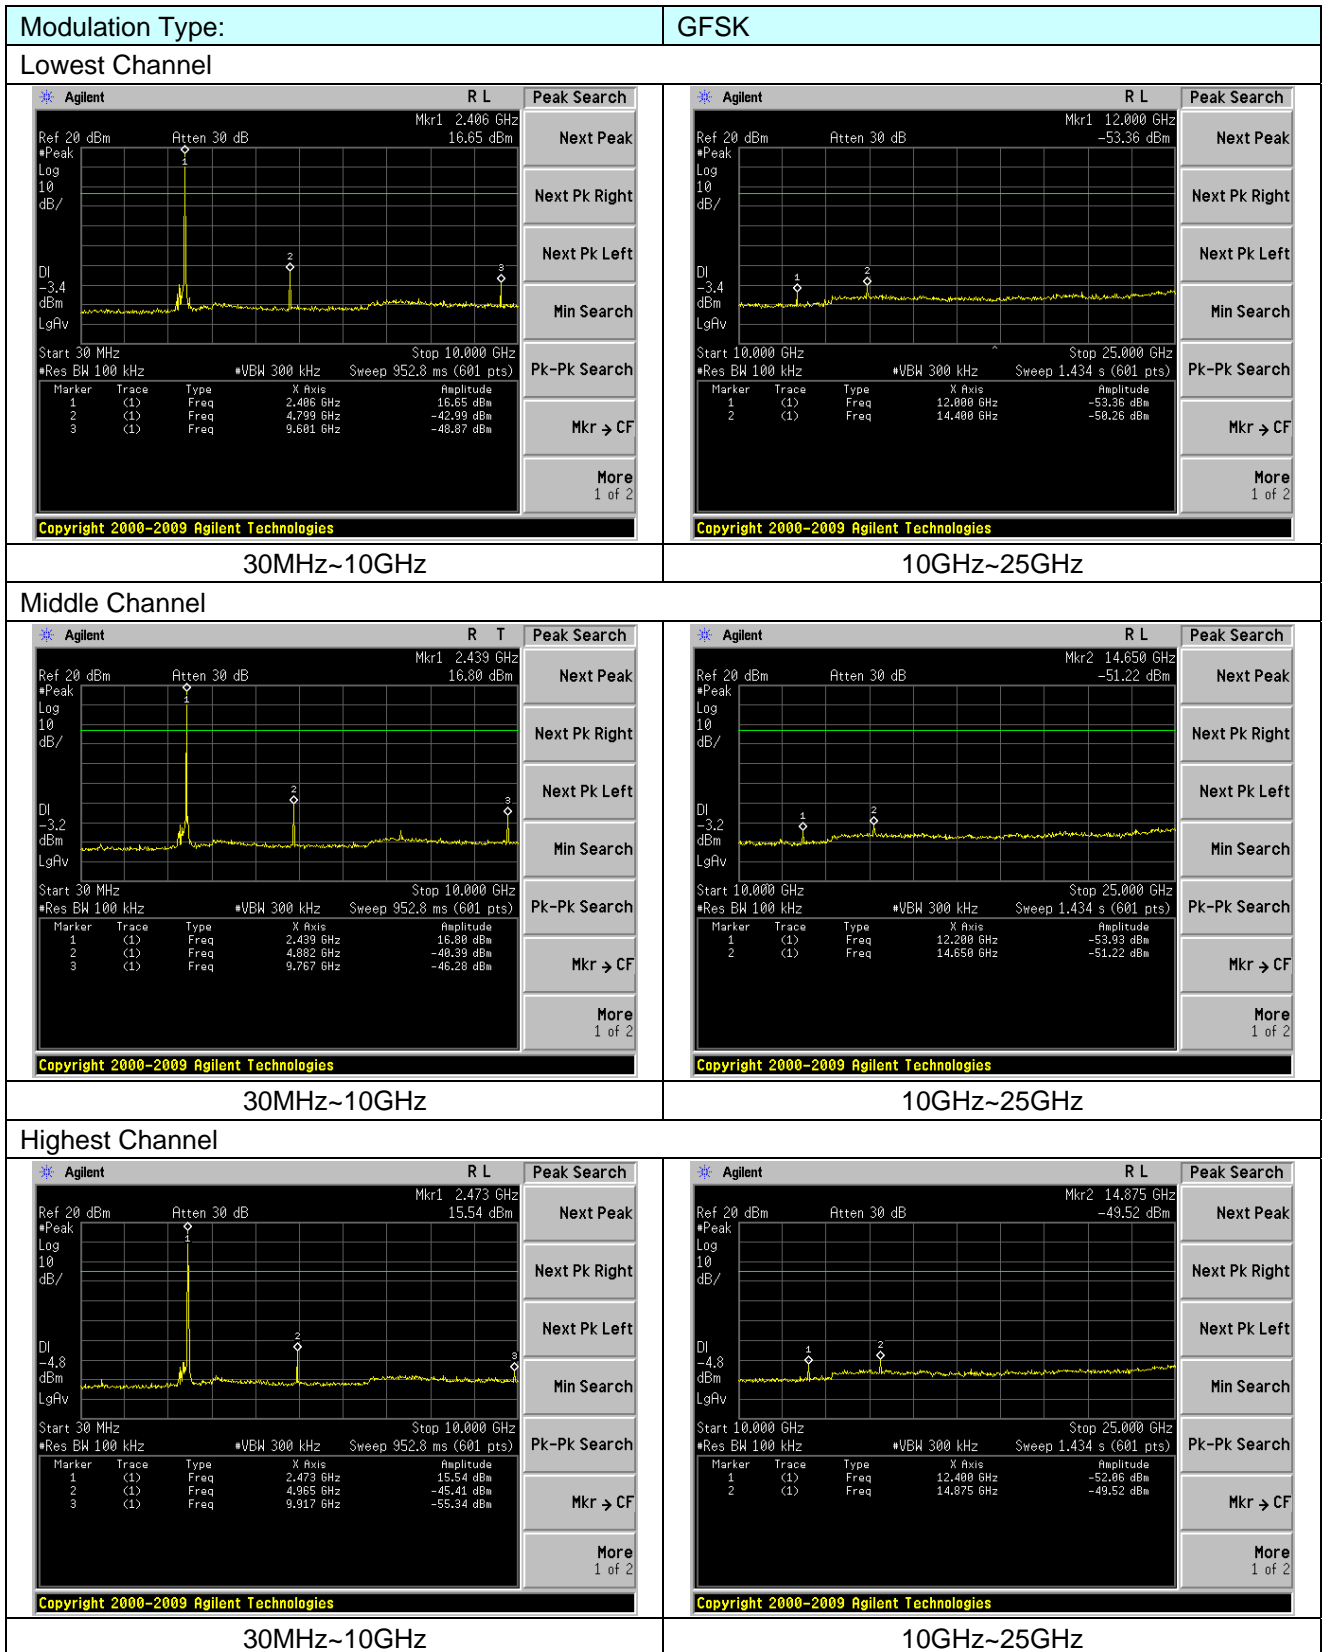 Modulation Type: GFSK
Lowest Channel
Agilent R L Peak Search
Mkr1 2.406 GHz
Ref 20 dBm Atten 30 dB 16.65 dBm
#Peak
Log
10
dB/
1
2
3
DI
-3.4
dBm
LgAv
Start 30 MHz Stop 10.000 GHz
#Res BW 100 kHz #VBW 300 kHz Sweep 952.8 ms (601 pts)
Marker Trace Type X Axis Amplitude
1 (1) Freq 2.406 GHz 16.65 dBm
2 (1) Freq 4.799 GHz -42.99 dBm
3 (1) Freq 9.601 GHz -48.87 dBm
Next Peak
Next Pk Right
Next Pk Left
Min Search
Pk-Pk Search
Mkr → CF
More
1 of 2
Copyright 2000-2009 Agilent Technologies
Agilent R L Peak Search
Mkr1 12.000 GHz
Ref 20 dBm Atten 30 dB -53.36 dBm
#Peak
Log
10
dB/
1
2
DI
-3.4
dBm
LgAv
Start 10.000 GHz Stop 25.000 GHz
#Res BW 100 kHz #VBW 300 kHz Sweep 1.434 s (601 pts)
Marker Trace Type X Axis Amplitude
1 (1) Freq 12.000 GHz -53.36 dBm
2 (1) Freq 14.400 GHz -50.26 dBm
Next Peak
Next Pk Right
Next Pk Left
Min Search
Pk-Pk Search
Mkr → CF
More
1 of 2
Copyright 2000-2009 Agilent Technologies
30MHz~10GHz 10GHz~25GHz
Middle Channel
Agilent R T Peak Search
Mkr1 2.439 GHz
Ref 20 dBm Atten 30 dB 16.80 dBm
#Peak
Log
10
dB/
1
2
3
DI
-3.2
dBm
LgAv
Start 30 MHz Stop 10.000 GHz
#Res BW 100 kHz #VBW 300 kHz Sweep 952.8 ms (601 pts)
Marker Trace Type X Axis Amplitude
1 (1) Freq 2.439 GHz 16.80 dBm
2 (1) Freq 4.882 GHz -40.39 dBm
3 (1) Freq 9.767 GHz -46.28 dBm
Next Peak
Next Pk Right
Next Pk Left
Min Search
Pk-Pk Search
Mkr → CF
More
1 of 2
Copyright 2000-2009 Agilent Technologies
Agilent R L Peak Search
Mkr2 14.650 GHz
Ref 20 dBm Atten 30 dB -51.22 dBm
#Peak
Log
10
dB/
1
2
DI
-3.2
dBm
LgAv
Start 10.000 GHz Stop 25.000 GHz
#Res BW 100 kHz #VBW 300 kHz Sweep 1.434 s (601 pts)
Marker Trace Type X Axis Amplitude
1 (1) Freq 12.200 GHz -53.93 dBm
2 (1) Freq 14.650 GHz -51.22 dBm
Next Peak
Next Pk Right
Next Pk Left
Min Search
Pk-Pk Search
Mkr → CF
More
1 of 2
Copyright 2000-2009 Agilent Technologies
30MHz~10GHz 10GHz~25GHz
Highest Channel
Agilent R L Peak Search
Mkr1 2.473 GHz
Ref 20 dBm Atten 30 dB 15.54 dBm
#Peak
Log
10
dB/
1
2
3
DI
-4.8
dBm
LgAv
Start 30 MHz Stop 10.000 GHz
#Res BW 100 kHz #VBW 300 kHz Sweep 952.8 ms (601 pts)
Marker Trace Type X Axis Amplitude
1 (1) Freq 2.473 GHz 15.54 dBm
2 (1) Freq 4.965 GHz -45.41 dBm
3 (1) Freq 9.917 GHz -55.34 dBm
Next Peak
Next Pk Right
Next Pk Left
Min Search
Pk-Pk Search
Mkr → CF
More
1 of 2
Copyright 2000-2009 Agilent Technologies
Agilent R L Peak Search
Mkr2 14.875 GHz
Ref 20 dBm Atten 30 dB -49.52 dBm
#Peak
Log
10
dB/
1
2
DI
-4.8
dBm
LgAv
Start 10.000 GHz Stop 25.000 GHz
#Res BW 100 kHz #VBW 300 kHz Sweep 1.434 s (601 pts)
Marker Trace Type X Axis Amplitude
1 (1) Freq 12.400 GHz -52.06 dBm
2 (1) Freq 14.875 GHz -49.52 dBm
Next Peak
Next Pk Right
Next Pk Left
Min Search
Pk-Pk Search
Mkr → CF
More
1 of 2
Copyright 2000-2009 Agilent Technologies
30MHz~10GHz 10GHz~25GHz